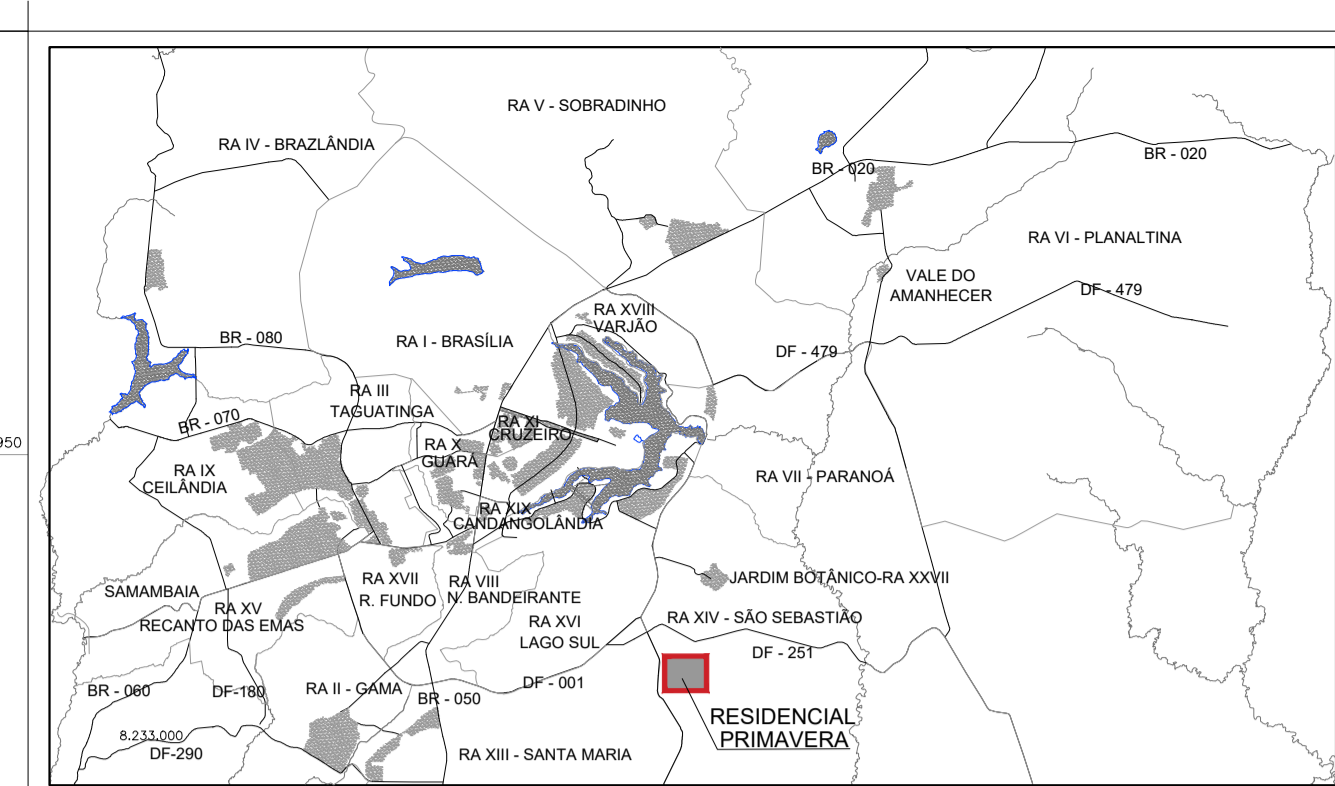 RA V - SOBRADINHO
RA IV - BRAZLÂNDIA
BR - 020
BR - 020
RA VI - PLANALTINA
VALE DO
AMANHECER
DF - 479
RA XVIII
VARJÃO
BR - 080
RA I - BRASÍLIA
DF - 479
RA III
TAGUATINGA
BR - 070
RA XI
CRUZEIRO
950
RA X
GUARÁ
RA IX
CEILÂNDIA
RA VII - PARANOÁ
RA XIX
CANDANGOLÂNDIA
JARDIM BOTÂNICO-RA XXVII
SAMAMBAIA
RA XVII
R. FUNDO
RA VIII
N. BANDEIRANTE
RA XV
RECANTO DAS EMAS
RA XVI
LAGO SUL
RA XIV - SÃO SEBASTIÃO
DF - 251
BR - 060
DF-180
RA II - GAMA
BR - 050
DF - 001
RESIDENCIAL
PRIMAVERA
8.233.000
DF-290
RA XIII - SANTA MARIA